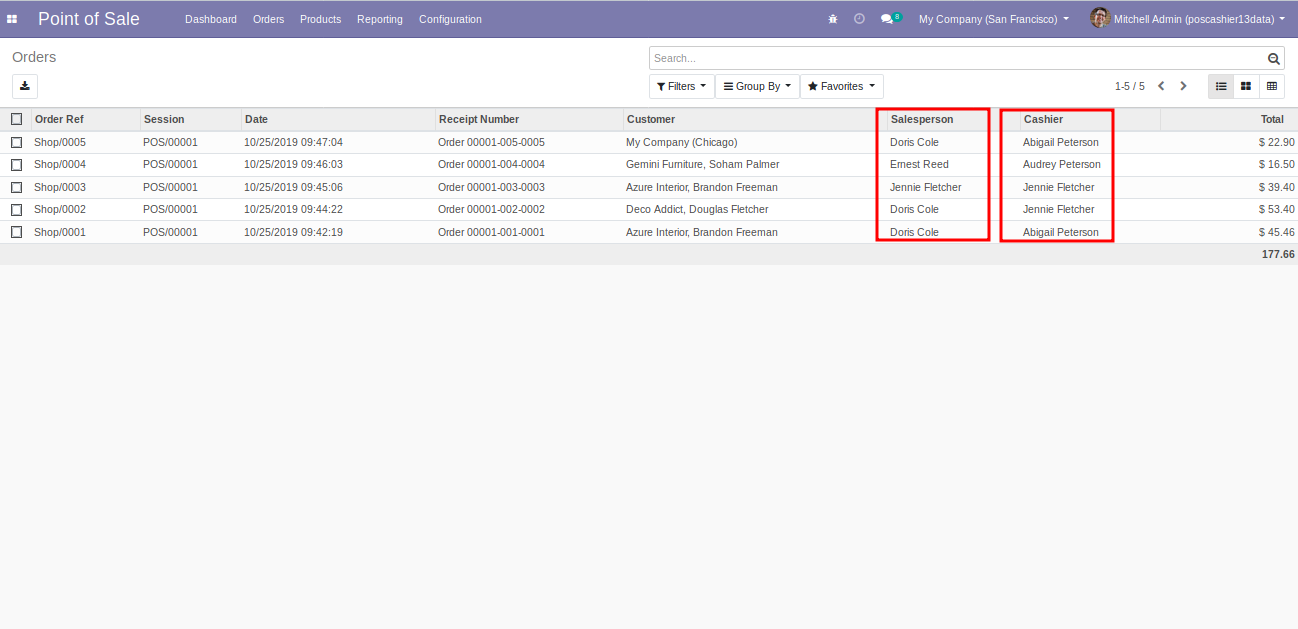 Point of Sale Dashboard Orders Products Reporting Configuration 8 My Company (San Francisco) Mitchell Admin (poscashier13data)
Orders Search...
Filters Group By Favorites 1-5 / 5
Order Ref Session Date Receipt Number Customer Salesperson Cashier Total
Shop/0005 POS/00001 10/25/2019 09:47:04 Order 00001-005-0005 My Company (Chicago) Doris Cole Abigail Peterson $ 22.90
Shop/0004 POS/00001 10/25/2019 09:46:03 Order 00001-004-0004 Gemini Furniture, Soham Palmer Ernest Reed Audrey Peterson $ 16.50
Shop/0003 POS/00001 10/25/2019 09:45:06 Order 00001-003-0003 Azure Interior, Brandon Freeman Jennie Fletcher Jennie Fletcher $ 39.40
Shop/0002 POS/00001 10/25/2019 09:44:22 Order 00001-002-0002 Deco Addict, Douglas Fletcher Doris Cole Jennie Fletcher $ 53.40
Shop/0001 POS/00001 10/25/2019 09:42:19 Order 00001-001-0001 Azure Interior, Brandon Freeman Doris Cole Abigail Peterson $ 45.46
177.66